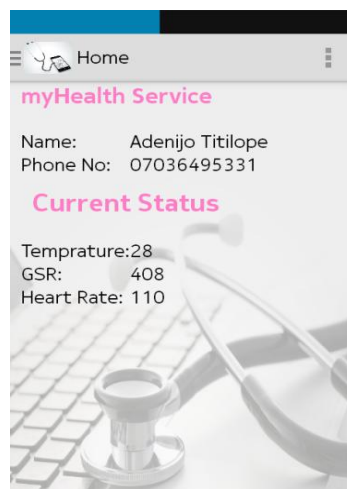 Home
myHealth Service
Name: Adenijo Titilope
Phone No: 07036495331
Current Status
Temprature:28
GSR: 408
Heart Rate: 110